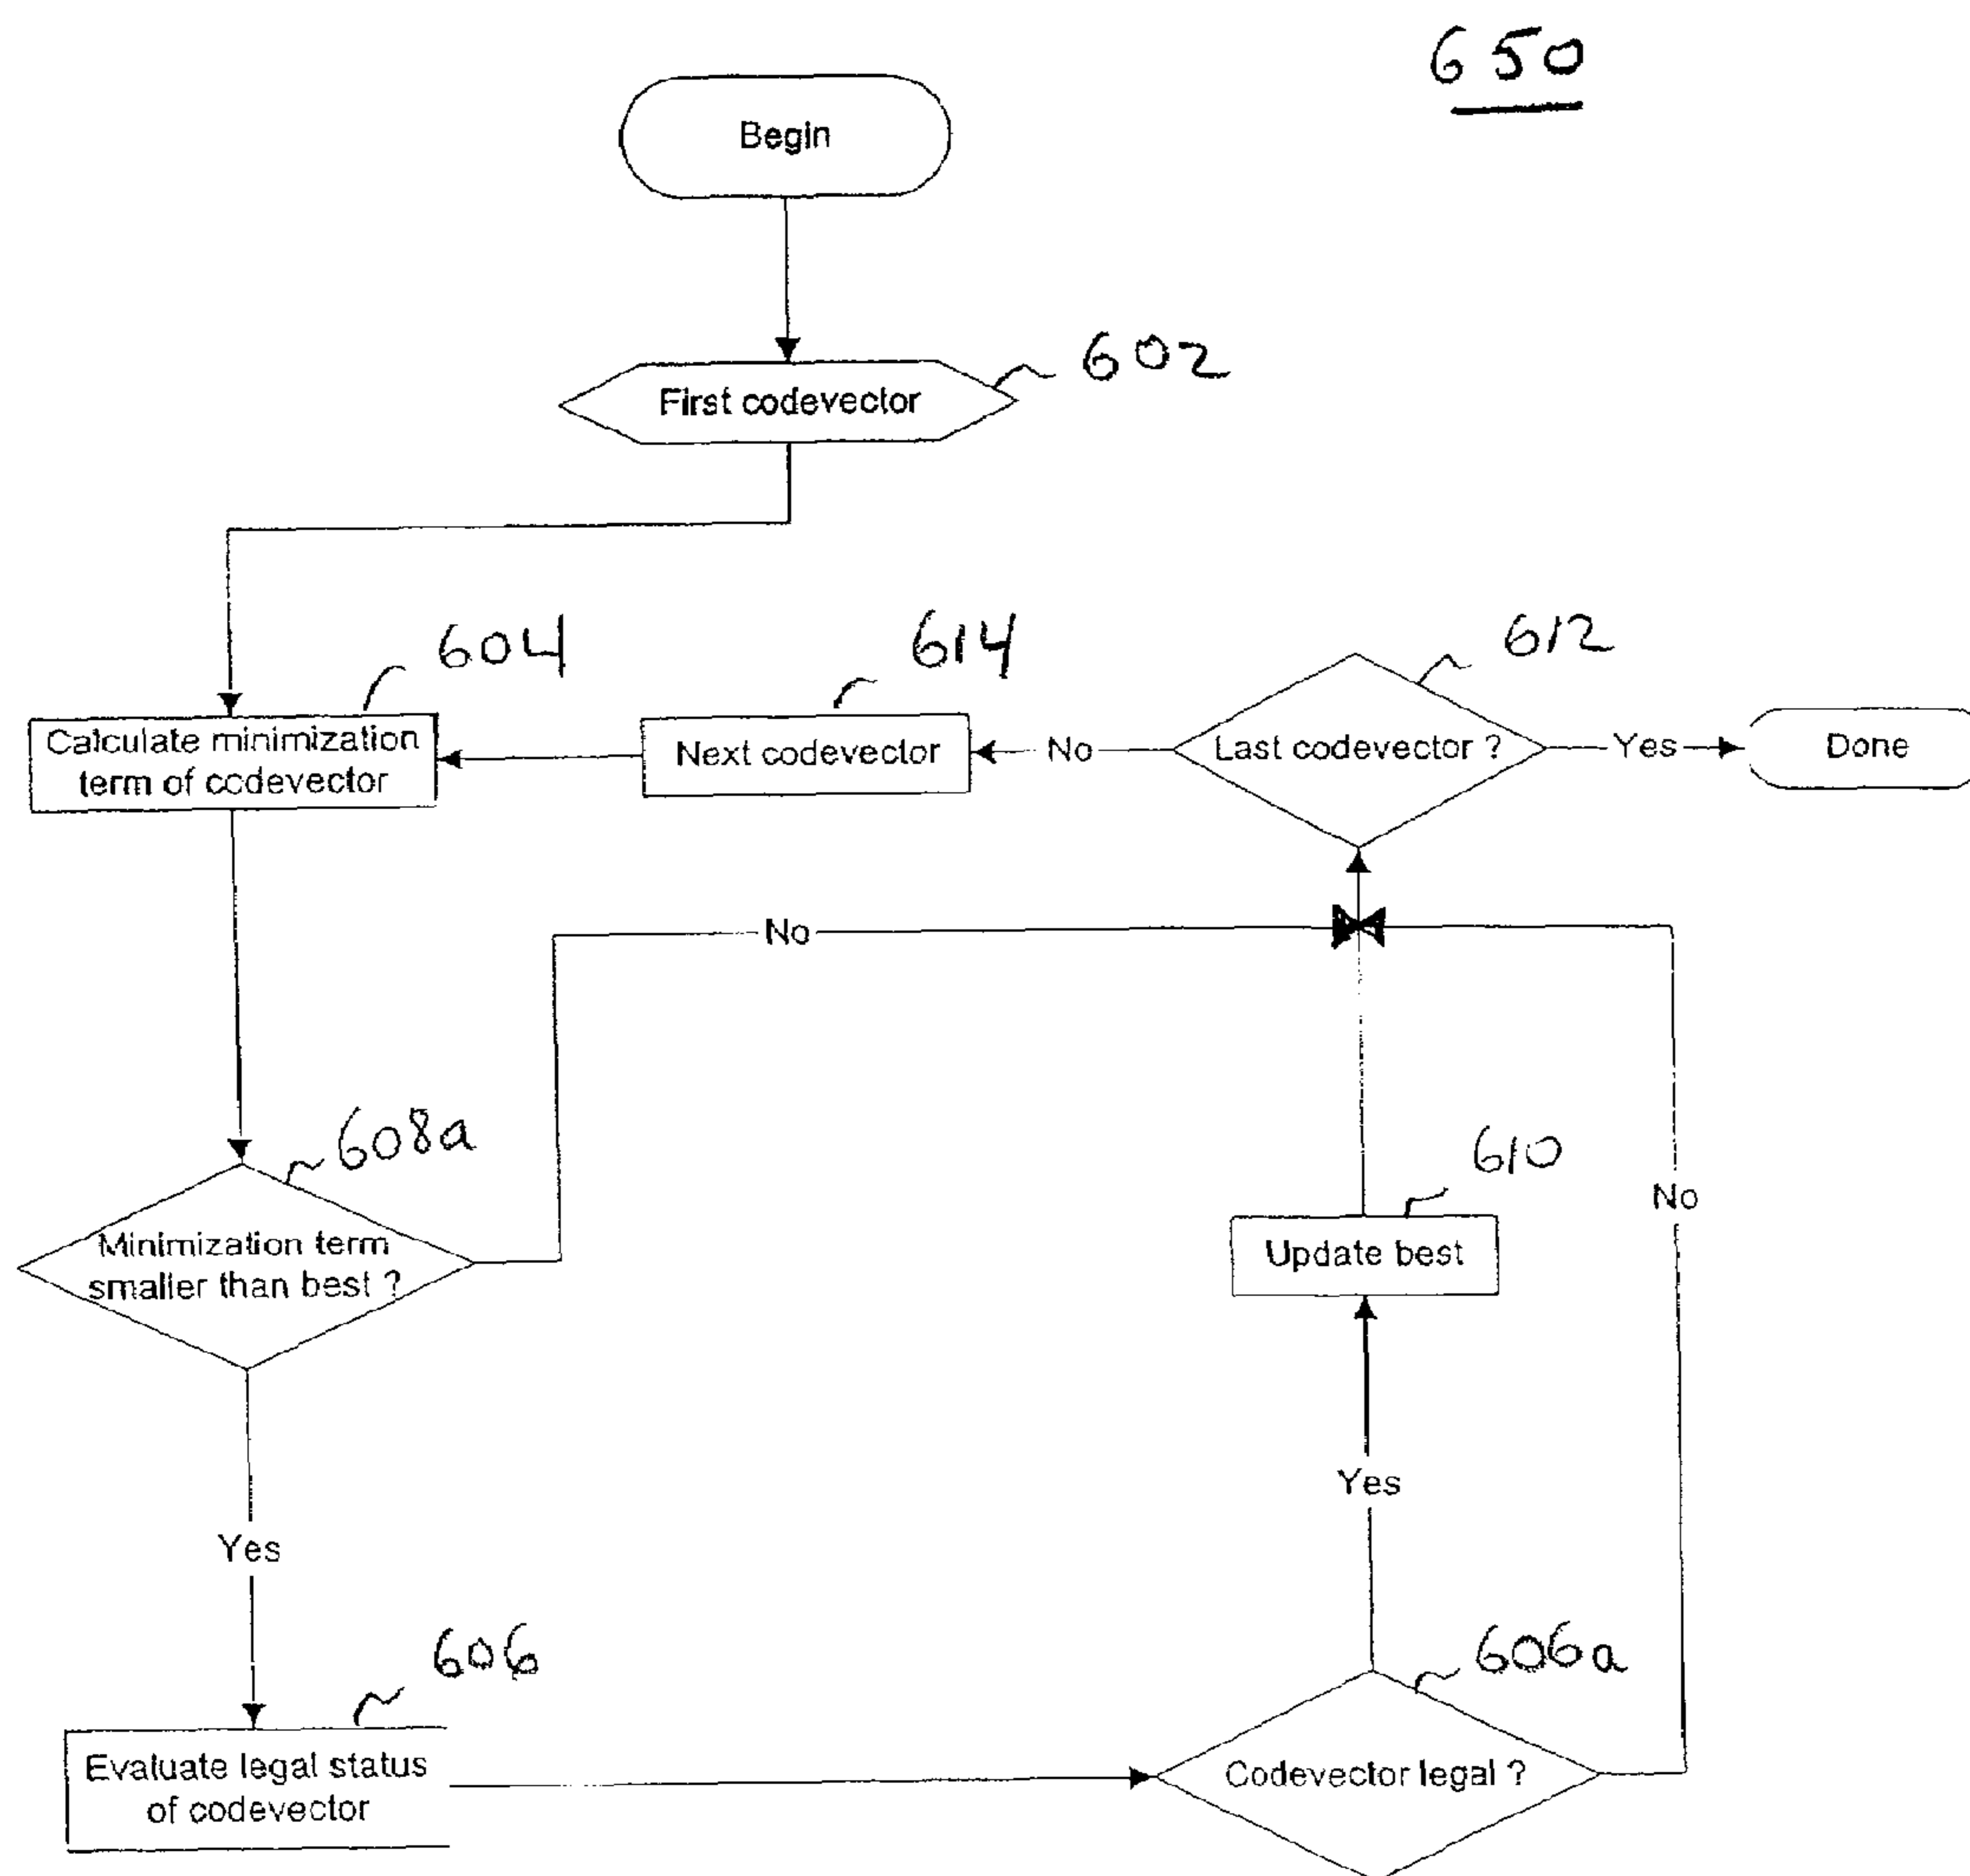 650
Begin
602
First codevector
604
614
612
Calculate minimization
term of codevector
Next codevector
No
Last codevector ?
Yes
Done
No
608a
610
No
Minimization term
smaller than best ?
Update best
Yes
Yes
606
606a
Evaluate legal status
of codevector
Codevector legal ?